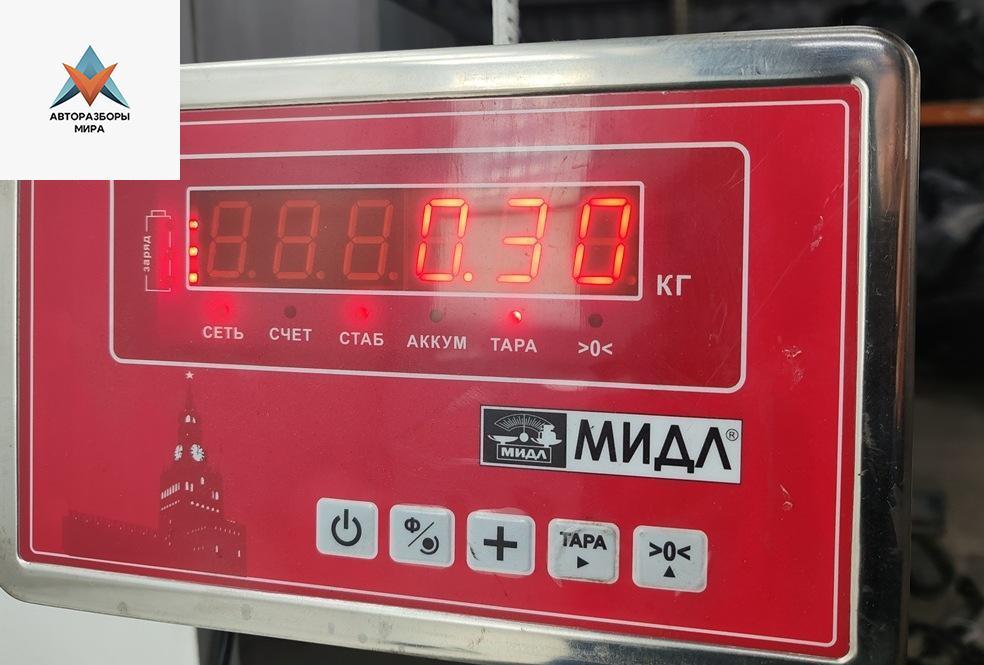 АВТОРАЗБОРЫ
МИРА
заряд
0.30
КГ
СЕТЬ СЧЕТ СТАБ АККУМ ТАРА >0<
МИДЛ МИДЛ®
Ф
ТАРА
>0<